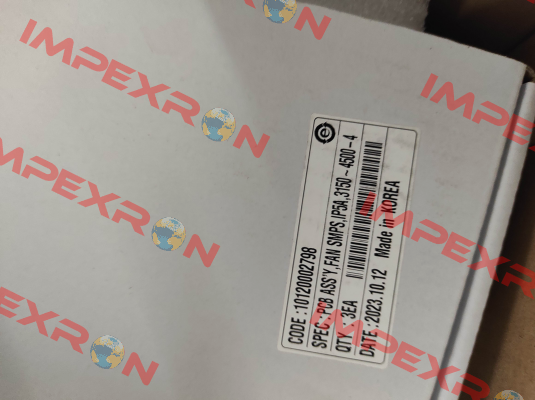 IMPEXRON
IMPEXRON
IMPEXRON
IMPEXRON
IMPEXRON
IMPEXRON
e
CODE : 10120002798
SPEC : PCB ASS'Y,FAN SMPS,IP5A,3150~4500-4
QTY : 3EA
DATE : 2023.10.12 Made in KOREA